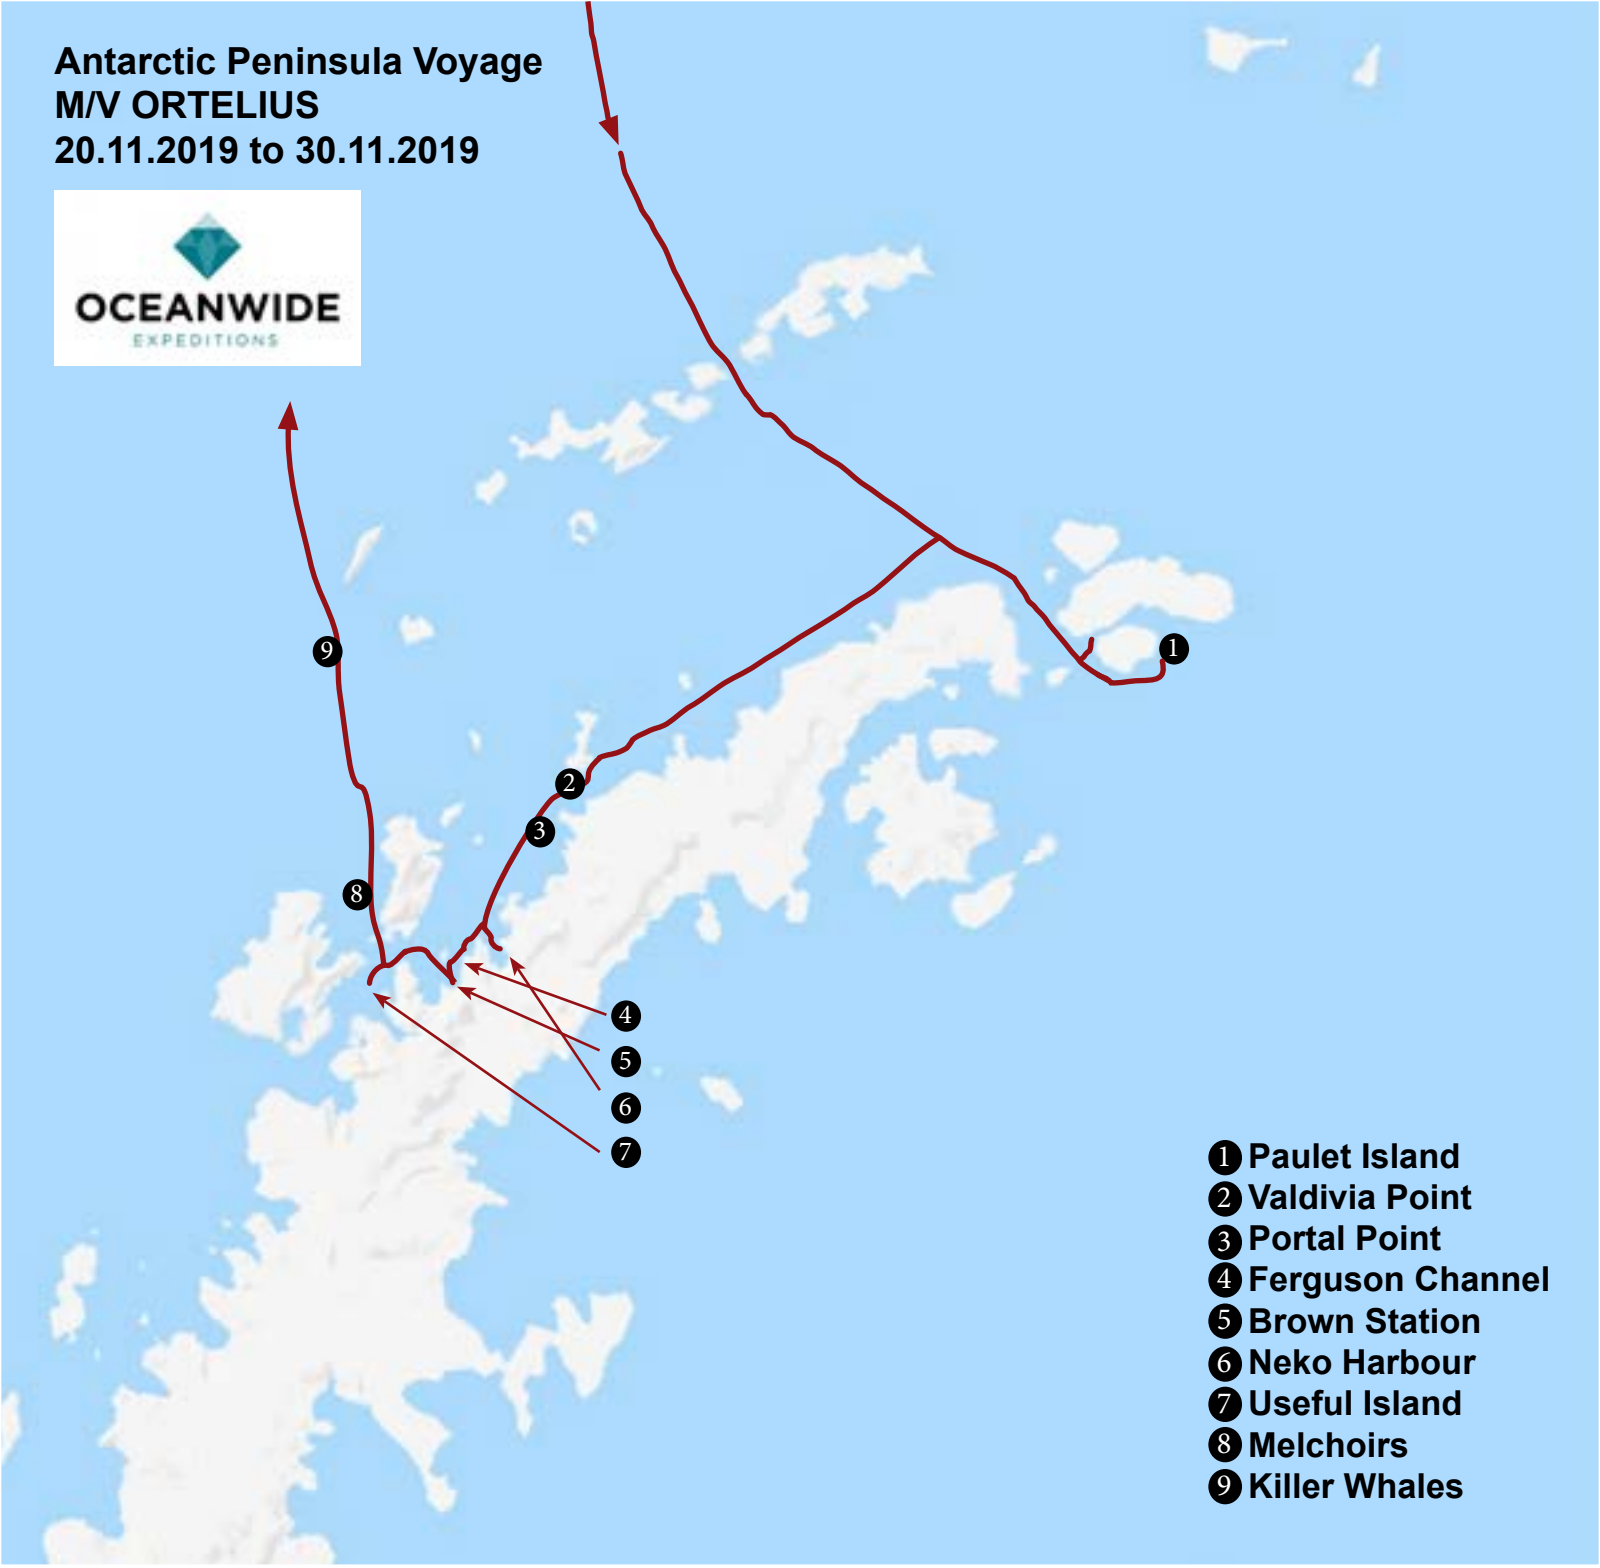 Antarctic Peninsula Voyage
M/V ORTELIUS
20.11.2019 to 30.11.2019
OCEANWIDE
EXPEDITIONS
9
1
2
3
8
4
5
6
7
1 Paulet Island
2 Valdivia Point
3 Portal Point
4 Ferguson Channel
5 Brown Station
6 Neko Harbour
7 Useful Island
8 Melchoirs
9 Killer Whales